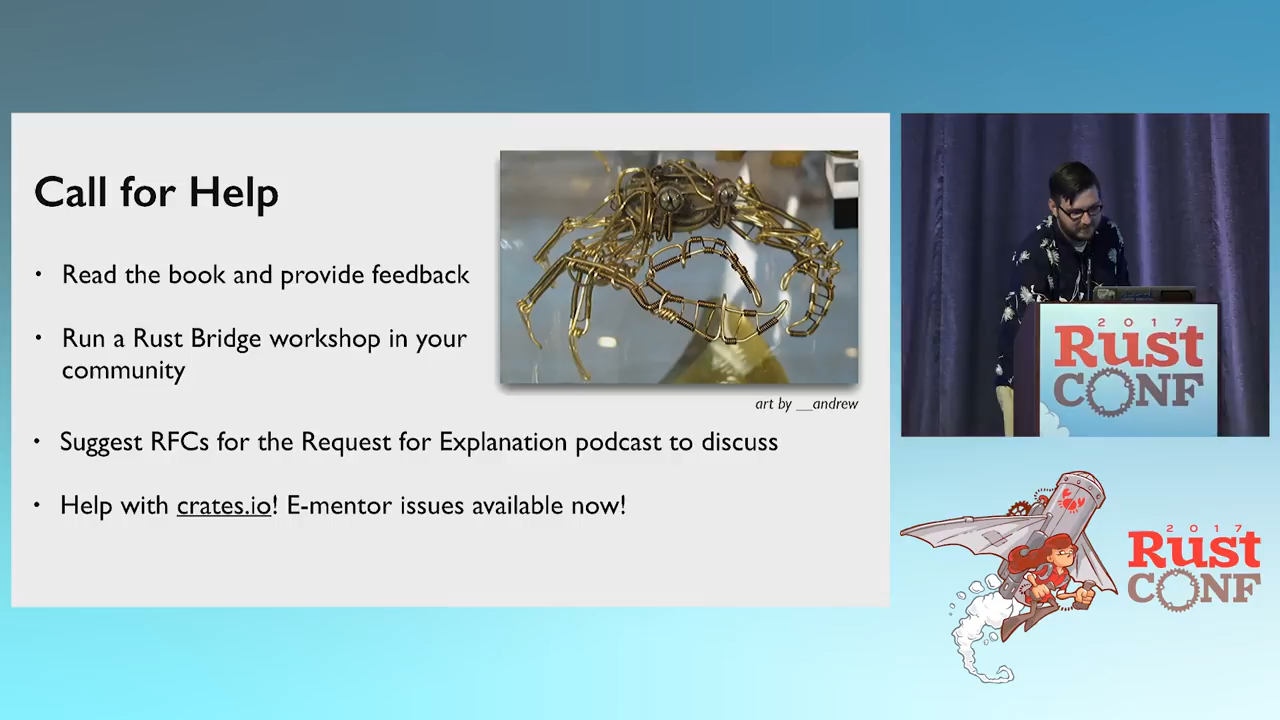 Call for Help
• Read the book and provide feedback
• Run a Rust Bridge workshop in your
community
art by __andrew
• Suggest RFCs for the Request for Explanation podcast to discuss
• Help with crates.io! E-mentor issues available now!
2017
Rust
CONF
2017
Rust
CONF